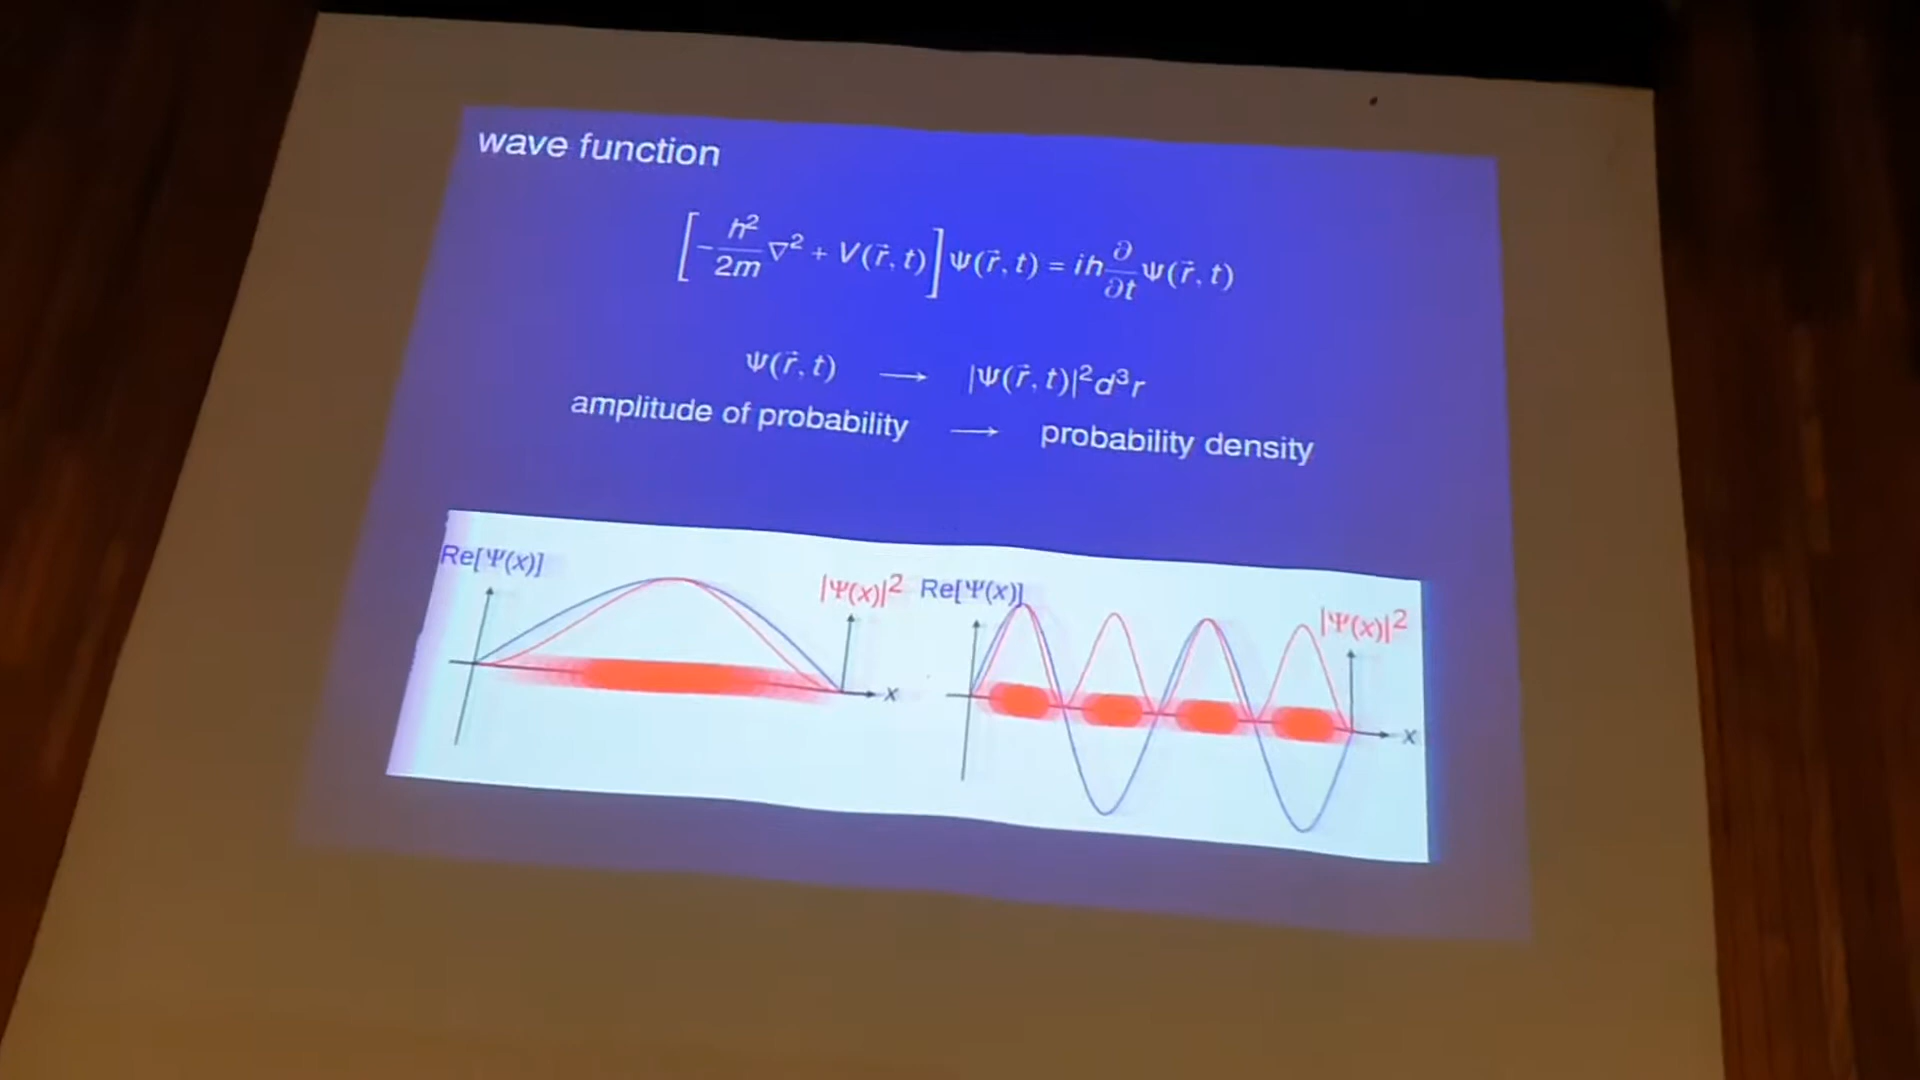 wave function
[-ħ²/2m ∇² + V(r⃗, t)] Ψ(r⃗, t) = iħ ∂/∂t Ψ(r⃗, t)
Ψ(r⃗, t) → |Ψ(r⃗, t)|²d³r
amplitude of probability → probability density
Re[Ψ(x)] |Ψ(x)|² Re[Ψ(x)] |Ψ(x)|²
x x